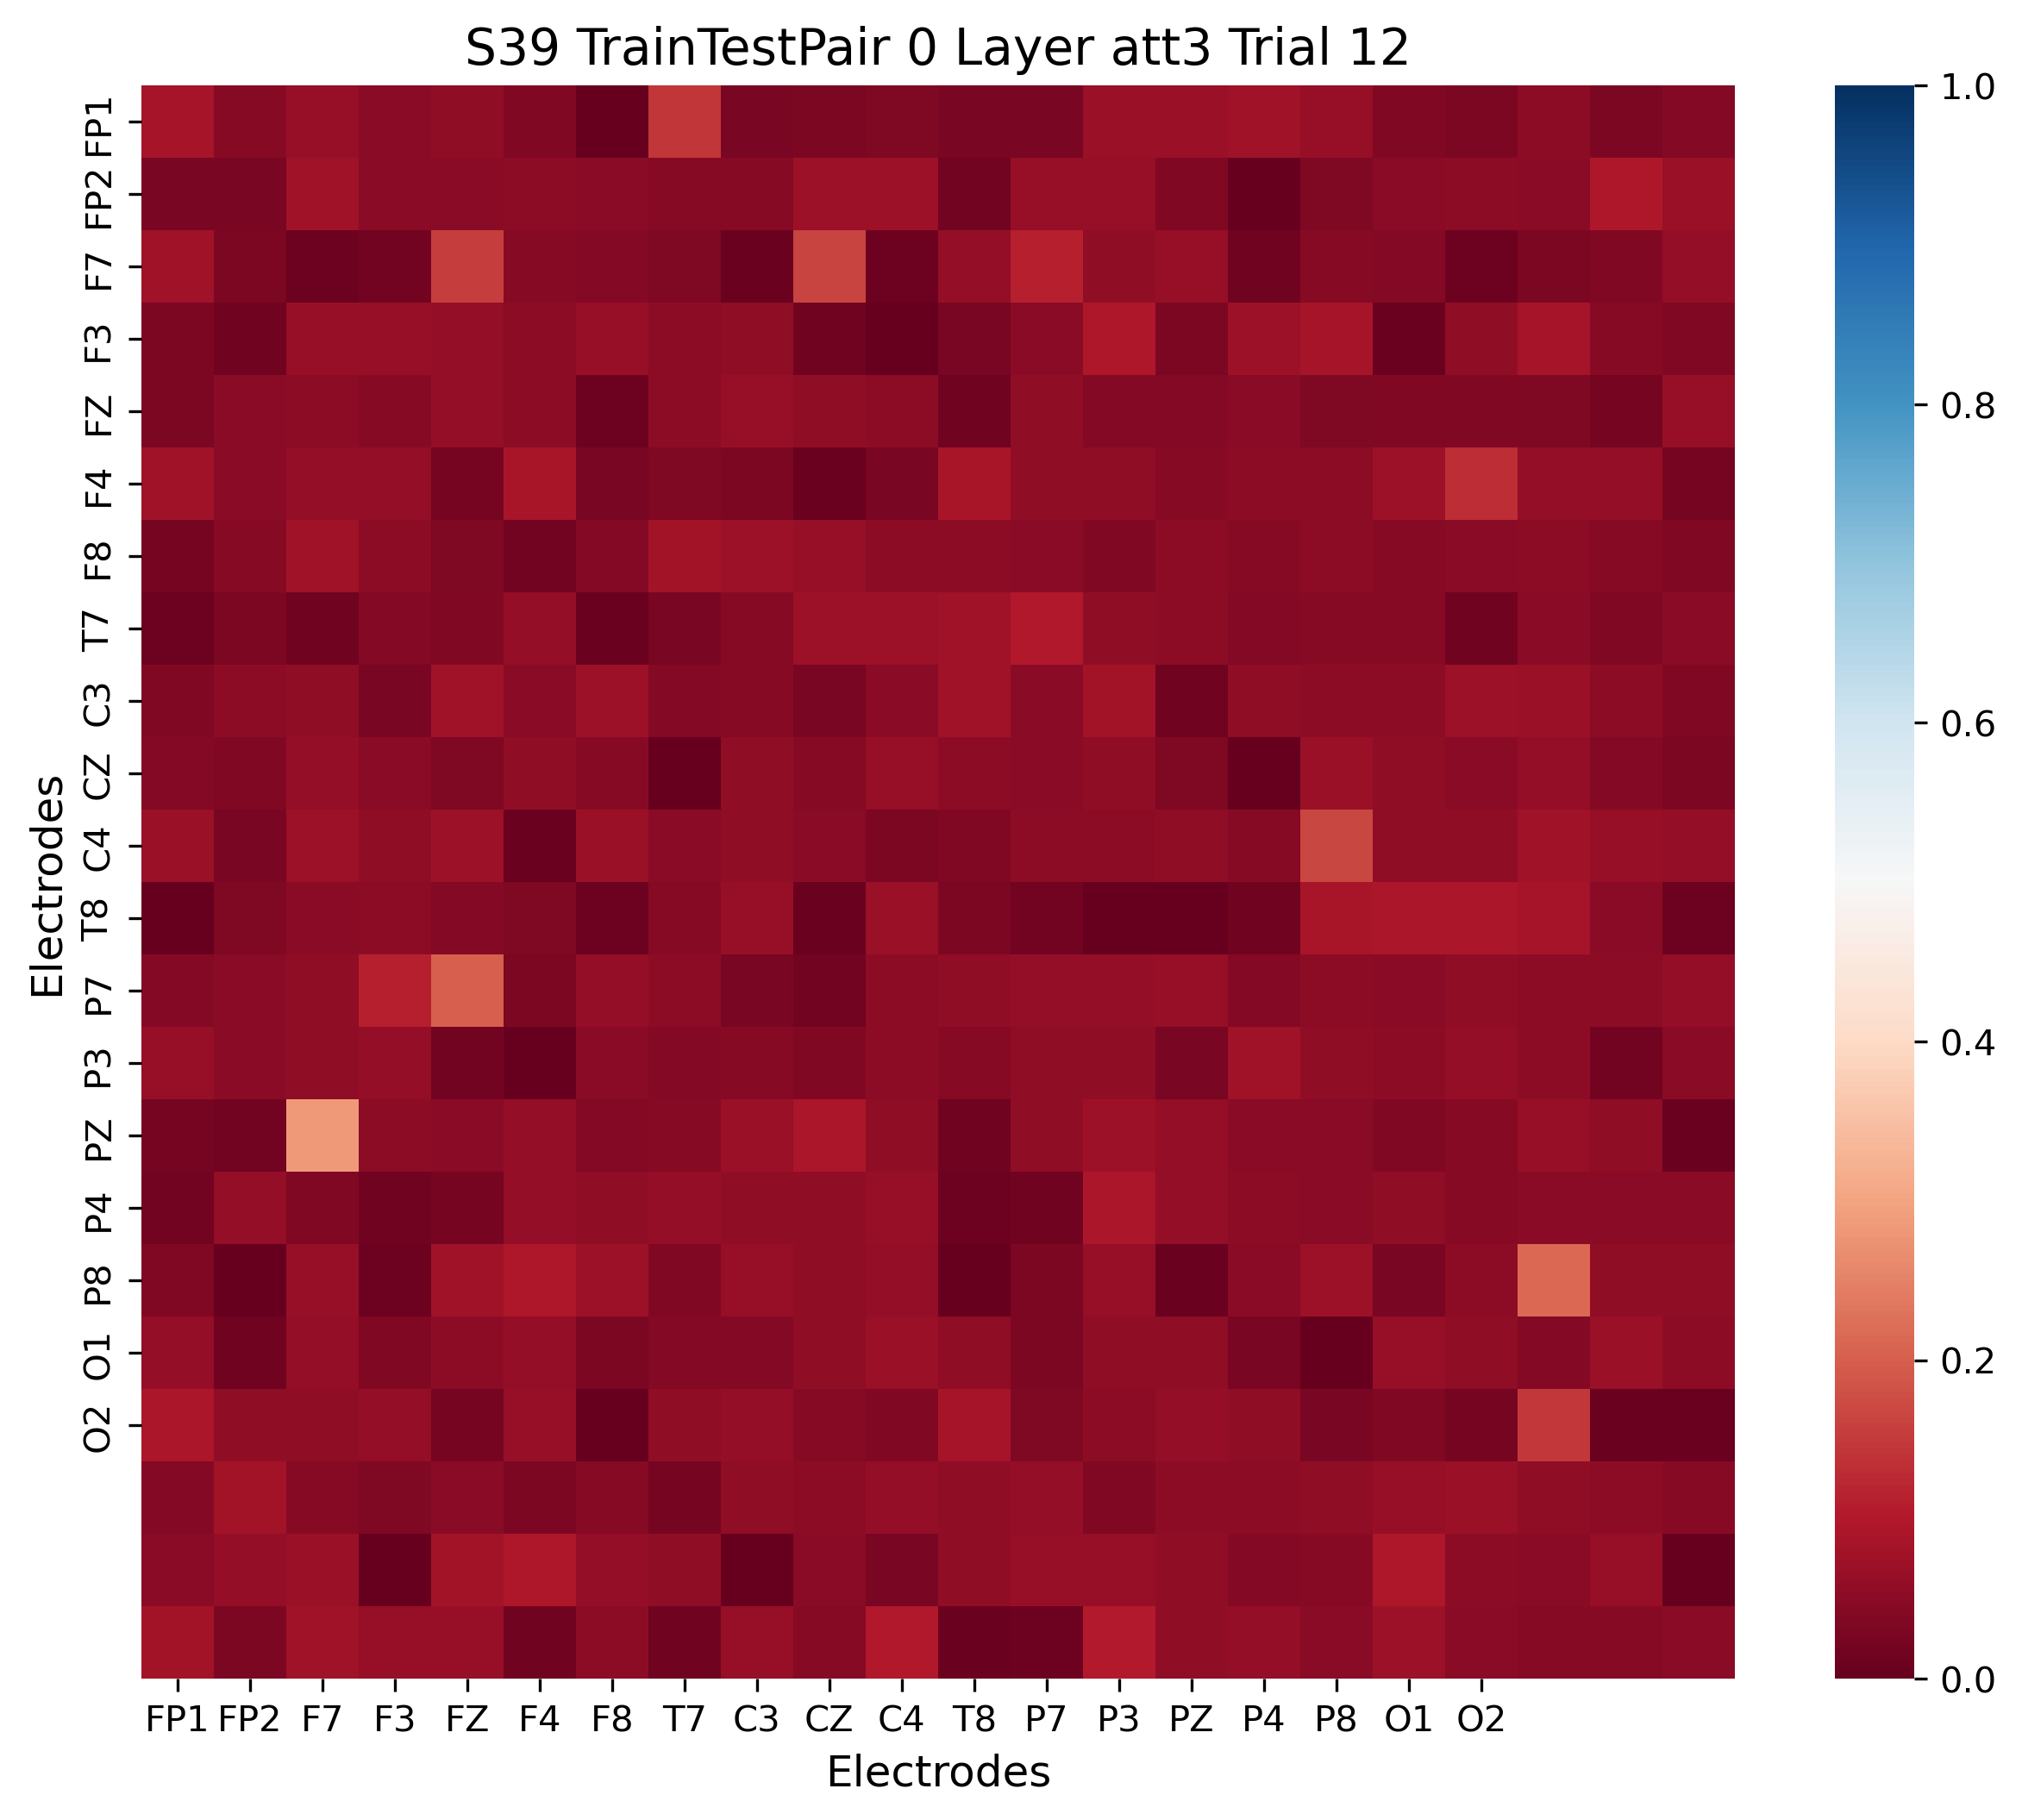 S39 TrainTestPair 0 Layer att3 Trial 12
Electrodes
FP1
FP2
F7
F3
FZ
F4
F8
T7
C3
CZ
C4
T8
P7
P3
PZ
P4
P8
O1
O2
FP1 FP2 F7 F3 FZ F4 F8 T7 C3 CZ C4 T8 P7 P3 PZ P4 P8 O1 O2
Electrodes
1.0
0.8
0.6
0.4
0.2
0.0